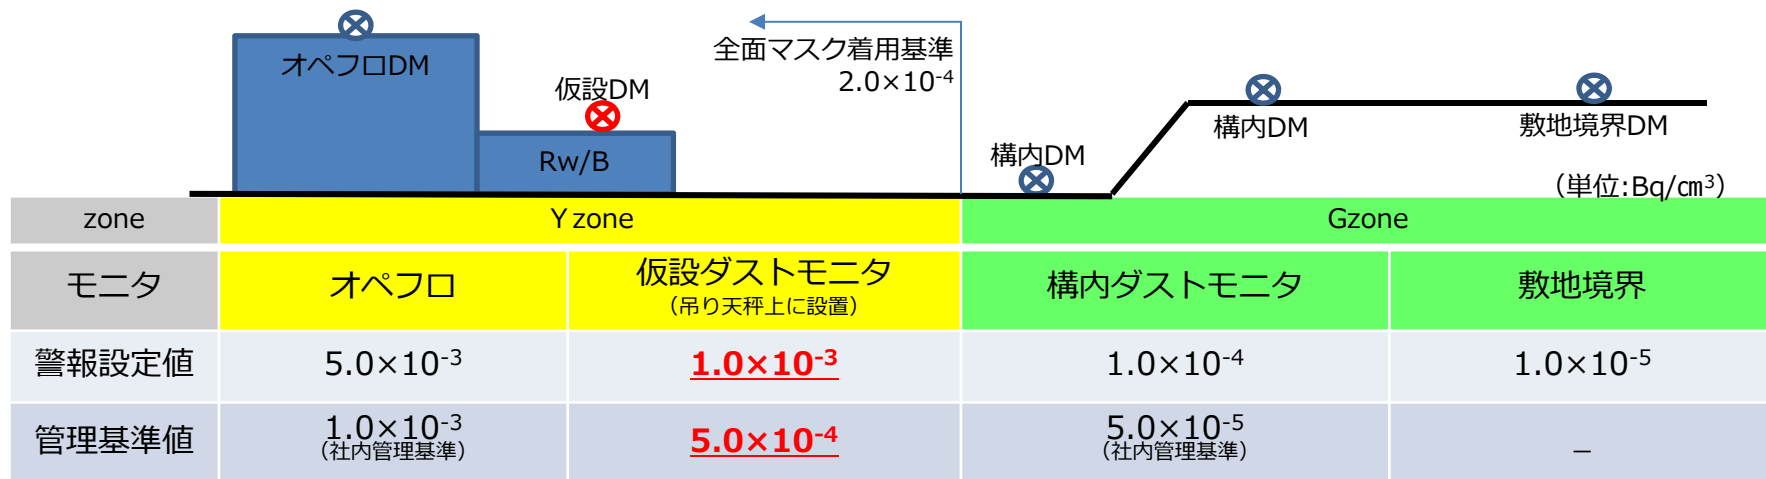 オペフロDM
仮設DM
Rw/B
全面マスク着用基準
2.0×10⁻⁴
構内DM
構内DM
敷地境界DM
（単位:Bq/㎝³）
zone
Y zone
Gzone
モニタ
オペフロ
仮設ダストモニタ
（吊り天秤上に設置）
構内ダストモニタ
敷地境界
警報設定値
5.0×10⁻³
1.0×10⁻³
1.0×10⁻⁴
1.0×10⁻⁵
管理基準値
1.0×10⁻³
（社内管理基準）
5.0×10⁻⁴
5.0×10⁻⁵
（社内管理基準）
－